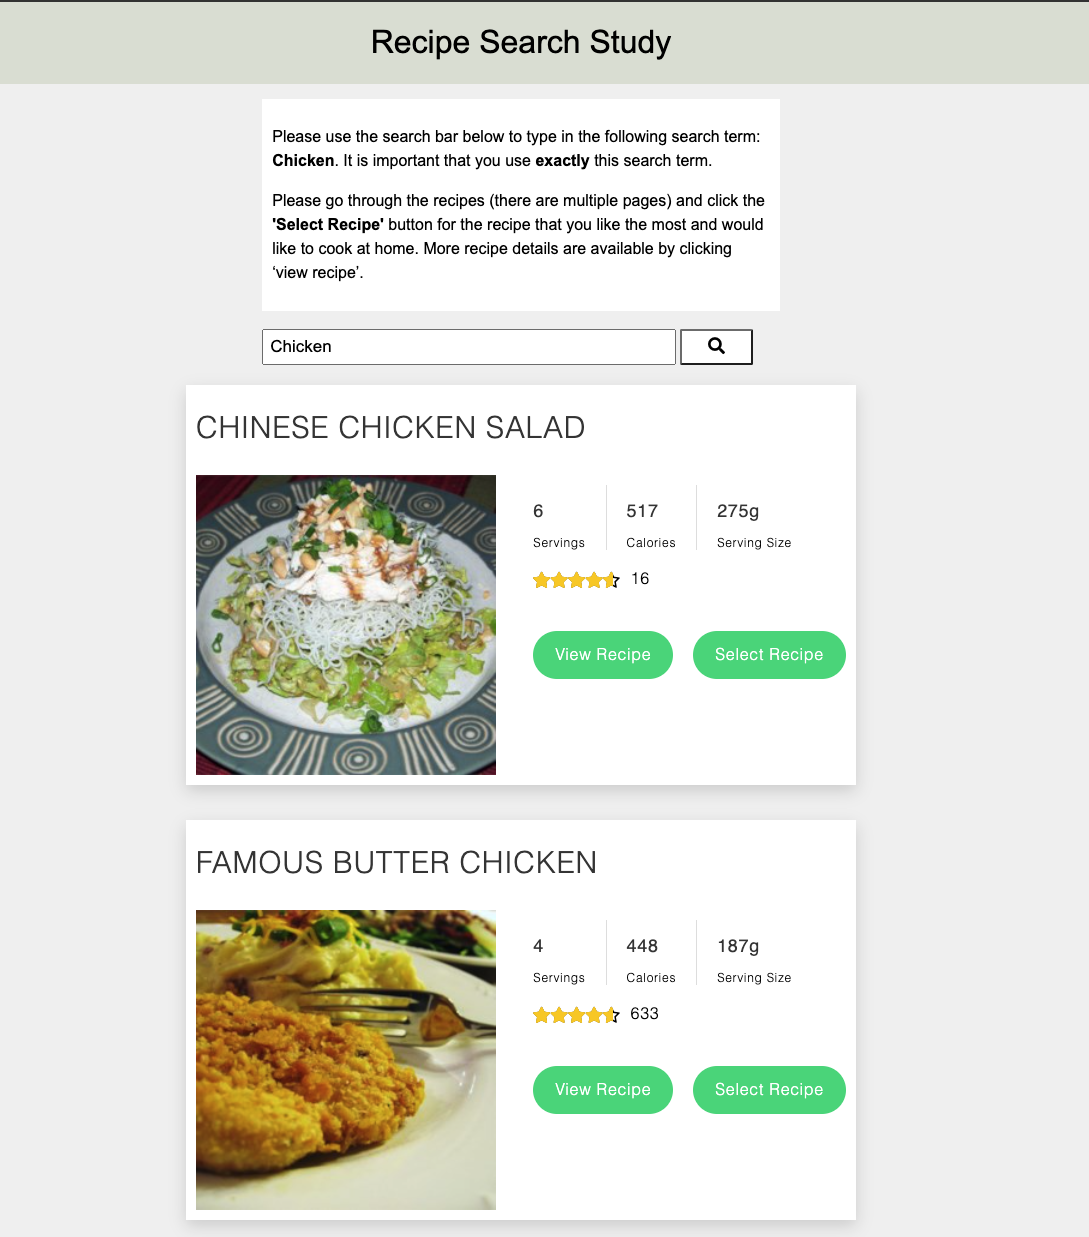 Recipe Search Study
Please use the search bar below to type in the following search term:
Chicken. It is important that you use exactly this search term.
Please go through the recipes (there are multiple pages) and click the
'Select Recipe' button for the recipe that you like the most and would
like to cook at home. More recipe details are available by clicking
‘view recipe’.
Chicken
CHINESE CHICKEN SALAD
6 517 275g
Servings Calories Serving Size
16
View Recipe Select Recipe
FAMOUS BUTTER CHICKEN
4 448 187g
Servings Calories Serving Size
633
View Recipe Select Recipe